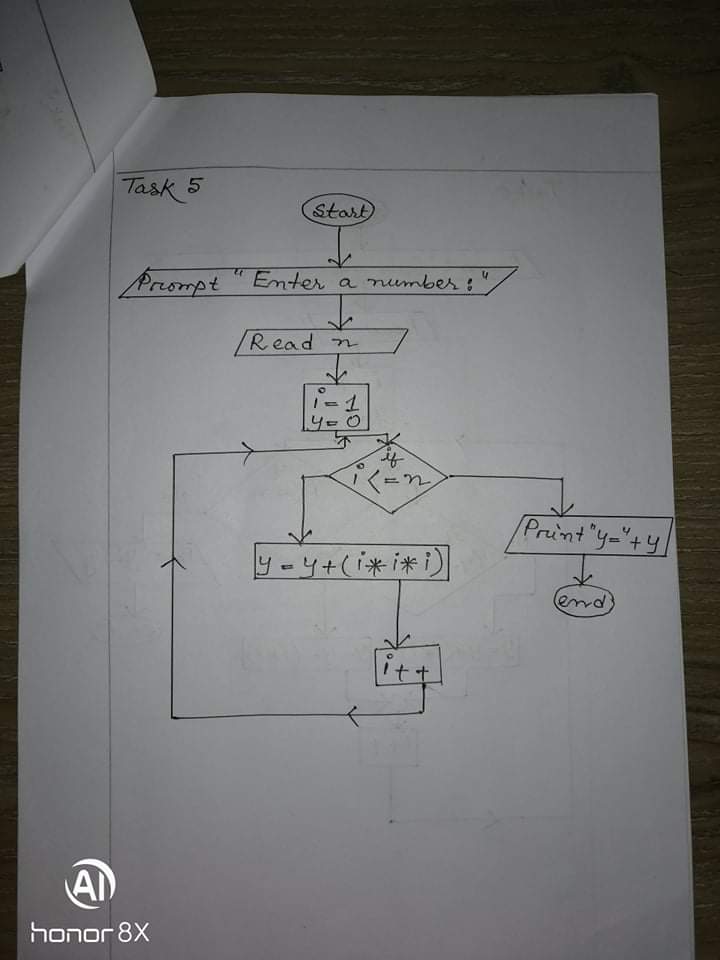 Task 5
Start
Prompt "Enter a number:"
Read n
i = 1
y = 0
if
i <= n
Print "y=" + y
y = y + (i * i * i)
end
i++
AI
honor 8X